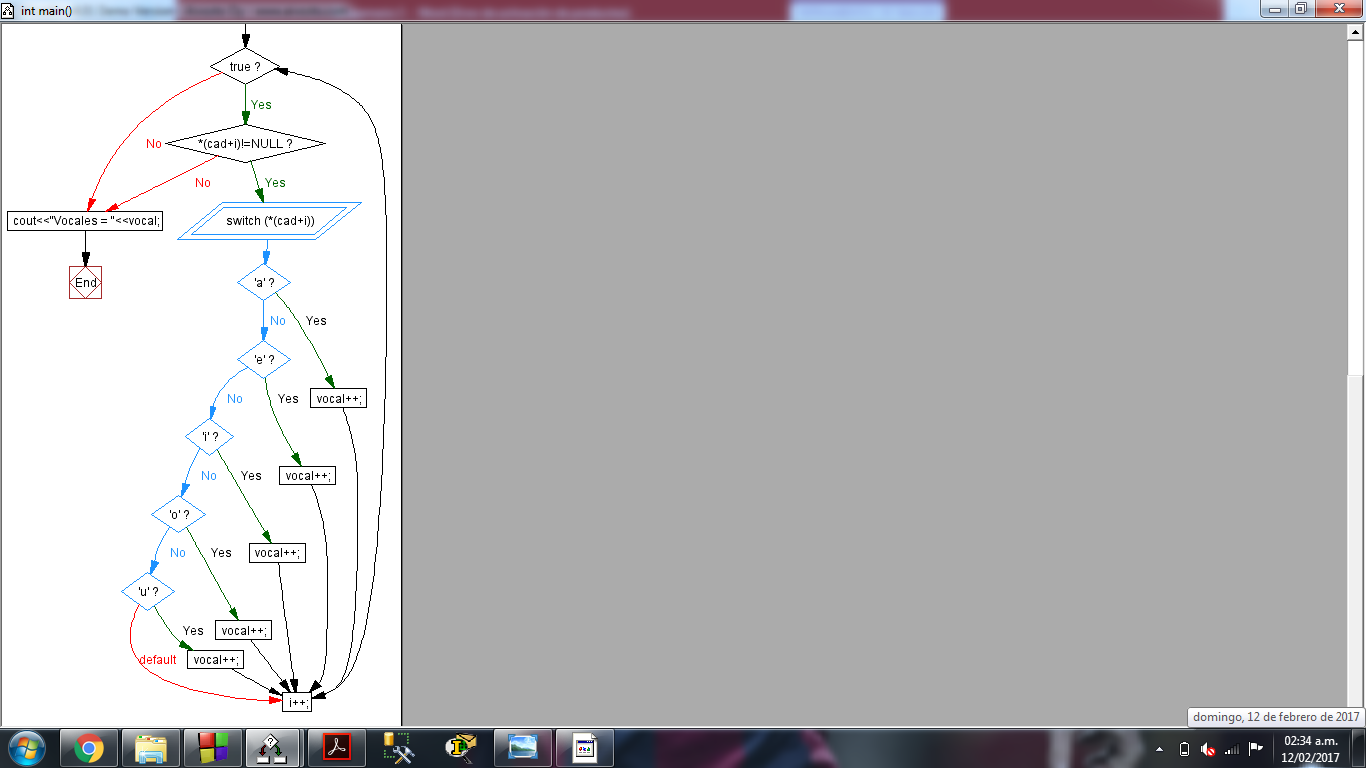 int main()
true ?
Yes
No
*(cad+i)!=NULL ?
No
Yes
cout<<"Vocales = "<<vocal;
switch (*(cad+i))
End
'a' ?
No
Yes
'e' ?
No
Yes
vocal++;
'i' ?
No
Yes
vocal++;
'o' ?
No
Yes
vocal++;
'u' ?
Yes
vocal++;
default
vocal++;
i++;
domingo, 12 de febrero de 2017
02:34 a.m.
12/02/2017